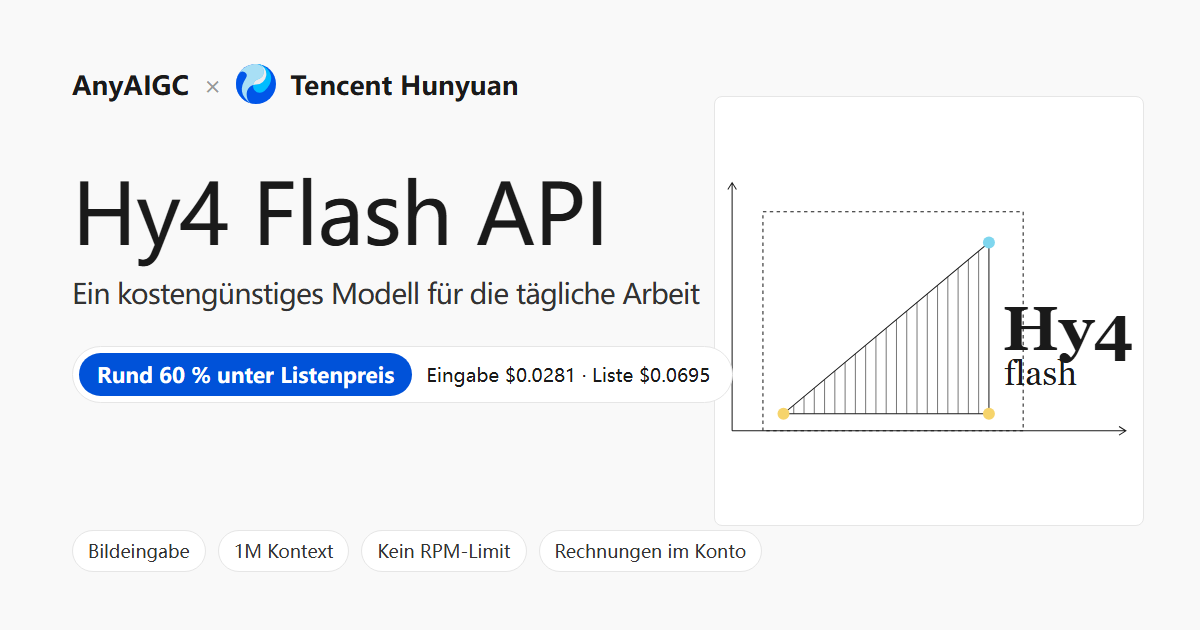 AnyAIGC × Tencent Hunyuan
Hy4 Flash API
Ein kostengünstiges Modell für die tägliche Arbeit
Rund 60 % unter Listenpreis Eingabe $0.0281 · Liste $0.0695
Hy4
flash
Bildeingabe 1M Kontext Kein RPM-Limit Rechnungen im Konto